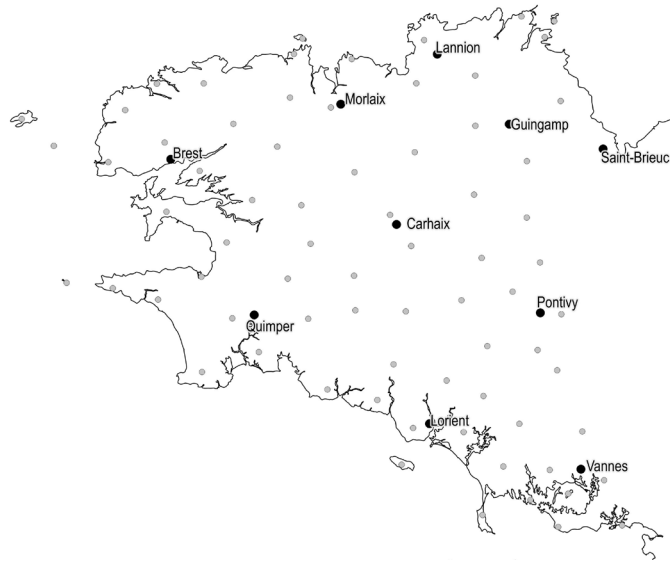 Lannion
Morlaix
Guingamp
Brest
Saint-Brieuc
Carhaix
Pontivy
Quimper
Lorient
Vannes